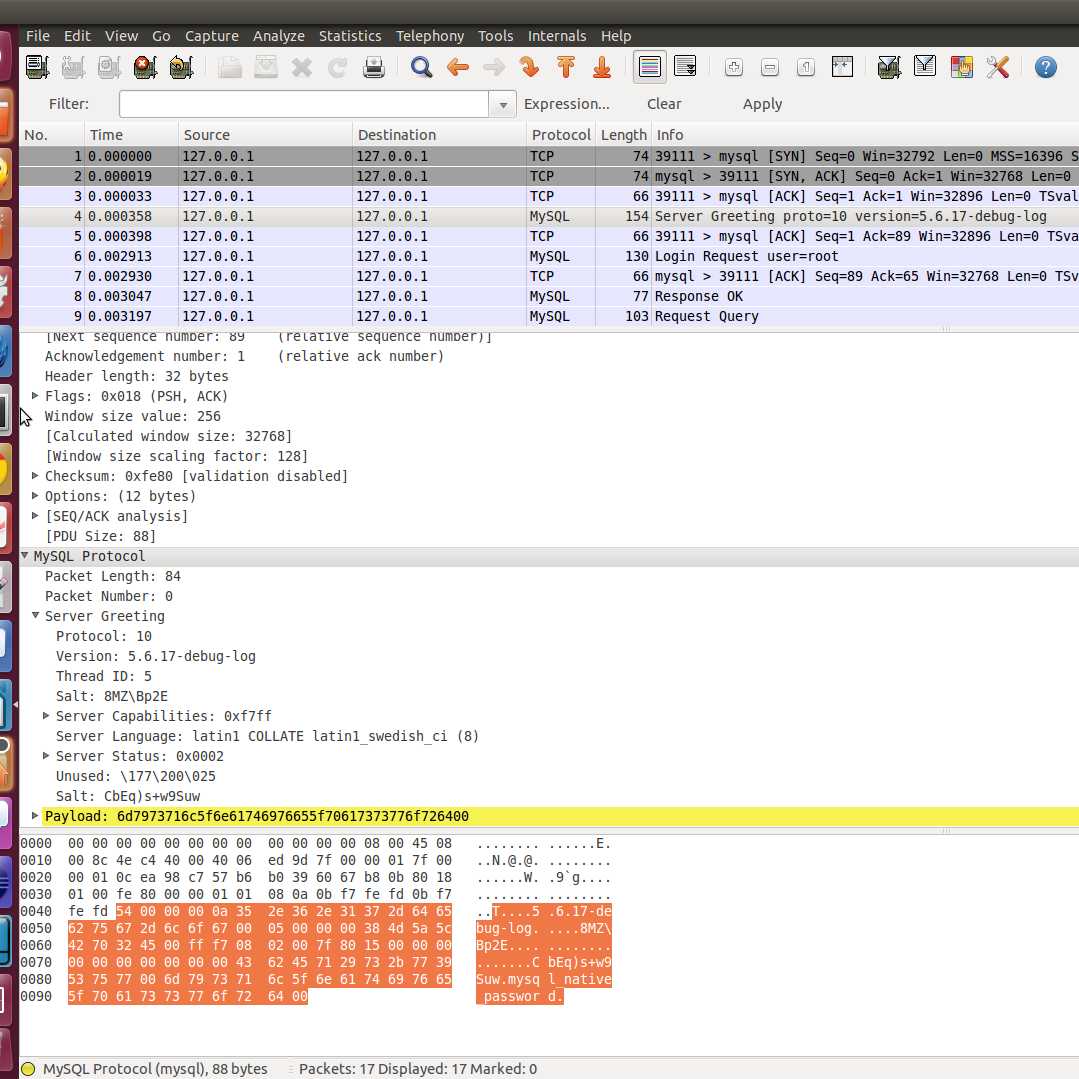 File Edit View Go Capture Analyze Statistics Telephony Tools Internals Help
Filter: Expression... Clear Apply
No. Time Source Destination Protocol Length Info
1 0.000000 127.0.0.1 127.0.0.1 TCP 74 39111 > mysql [SYN] Seq=0 Win=32792 Len=0 MSS=16396 S
2 0.000019 127.0.0.1 127.0.0.1 TCP 74 mysql > 39111 [SYN, ACK] Seq=0 Ack=1 Win=32768 Len=0
3 0.000033 127.0.0.1 127.0.0.1 TCP 66 39111 > mysql [ACK] Seq=1 Ack=1 Win=32896 Len=0 TSval
4 0.000358 127.0.0.1 127.0.0.1 MySQL 154 Server Greeting proto=10 version=5.6.17-debug-log
5 0.000398 127.0.0.1 127.0.0.1 TCP 66 39111 > mysql [ACK] Seq=1 Ack=89 Win=32896 Len=0 TSva
6 0.002913 127.0.0.1 127.0.0.1 MySQL 130 Login Request user=root
7 0.002930 127.0.0.1 127.0.0.1 TCP 66 mysql > 39111 [ACK] Seq=89 Ack=65 Win=32768 Len=0 TSv
8 0.003047 127.0.0.1 127.0.0.1 MySQL 77 Response OK
9 0.003197 127.0.0.1 127.0.0.1 MySQL 103 Request Query
[Next sequence number: 89 (relative sequence number)]
Acknowledgement number: 1 (relative ack number)
Header length: 32 bytes
Flags: 0x018 (PSH, ACK)
Window size value: 256
[Calculated window size: 32768]
[Window size scaling factor: 128]
Checksum: 0xfe80 [validation disabled]
Options: (12 bytes)
[SEQ/ACK analysis]
[PDU Size: 88]
MySQL Protocol
Packet Length: 84
Packet Number: 0
Server Greeting
Protocol: 10
Version: 5.6.17-debug-log
Thread ID: 5
Salt: 8MZ\Bp2E
Server Capabilities: 0xf7ff
Server Language: latin1 COLLATE latin1_swedish_ci (8)
Server Status: 0x0002
Unused: \177\200\025
Salt: CbEq)s+w9Suw
Payload: 6d7973716c5f6e61746976655f70617373776f726400
0000 00 00 00 00 00 00 00 00 00 00 00 00 08 00 45 08 ........ ......E.
0010 00 8c 4e c4 40 00 40 06 ed 9d 7f 00 00 01 7f 00 ..N.@.@. ........
0020 00 01 0c ea 98 c7 57 b6 b0 39 60 67 b8 0b 80 18 ......W. .9`g....
0030 01 00 fe 80 00 00 01 01 08 0a 0b f7 fe fd 0b f7 ........ ........
0040 fe fd 54 00 00 00 0a 35 2e 36 2e 31 37 2d 64 65 ..T....5 .6.17-de
0050 62 75 67 2d 6c 6f 67 00 05 00 00 00 38 4d 5a 5c bug-log. ....8MZ\
0060 42 70 32 45 00 ff f7 08 02 00 7f 80 15 00 00 00 Bp2E.... ........
0070 00 00 00 00 00 00 00 43 62 45 71 29 73 2b 77 39 .......C bEq)s+w9
0080 53 75 77 00 6d 79 73 71 6c 5f 6e 61 74 69 76 65 Suw.mysq l_native
0090 5f 70 61 73 73 77 6f 72 64 00 _passwor d.
MySQL Protocol (mysql), 88 bytes Packets: 17 Displayed: 17 Marked: 0